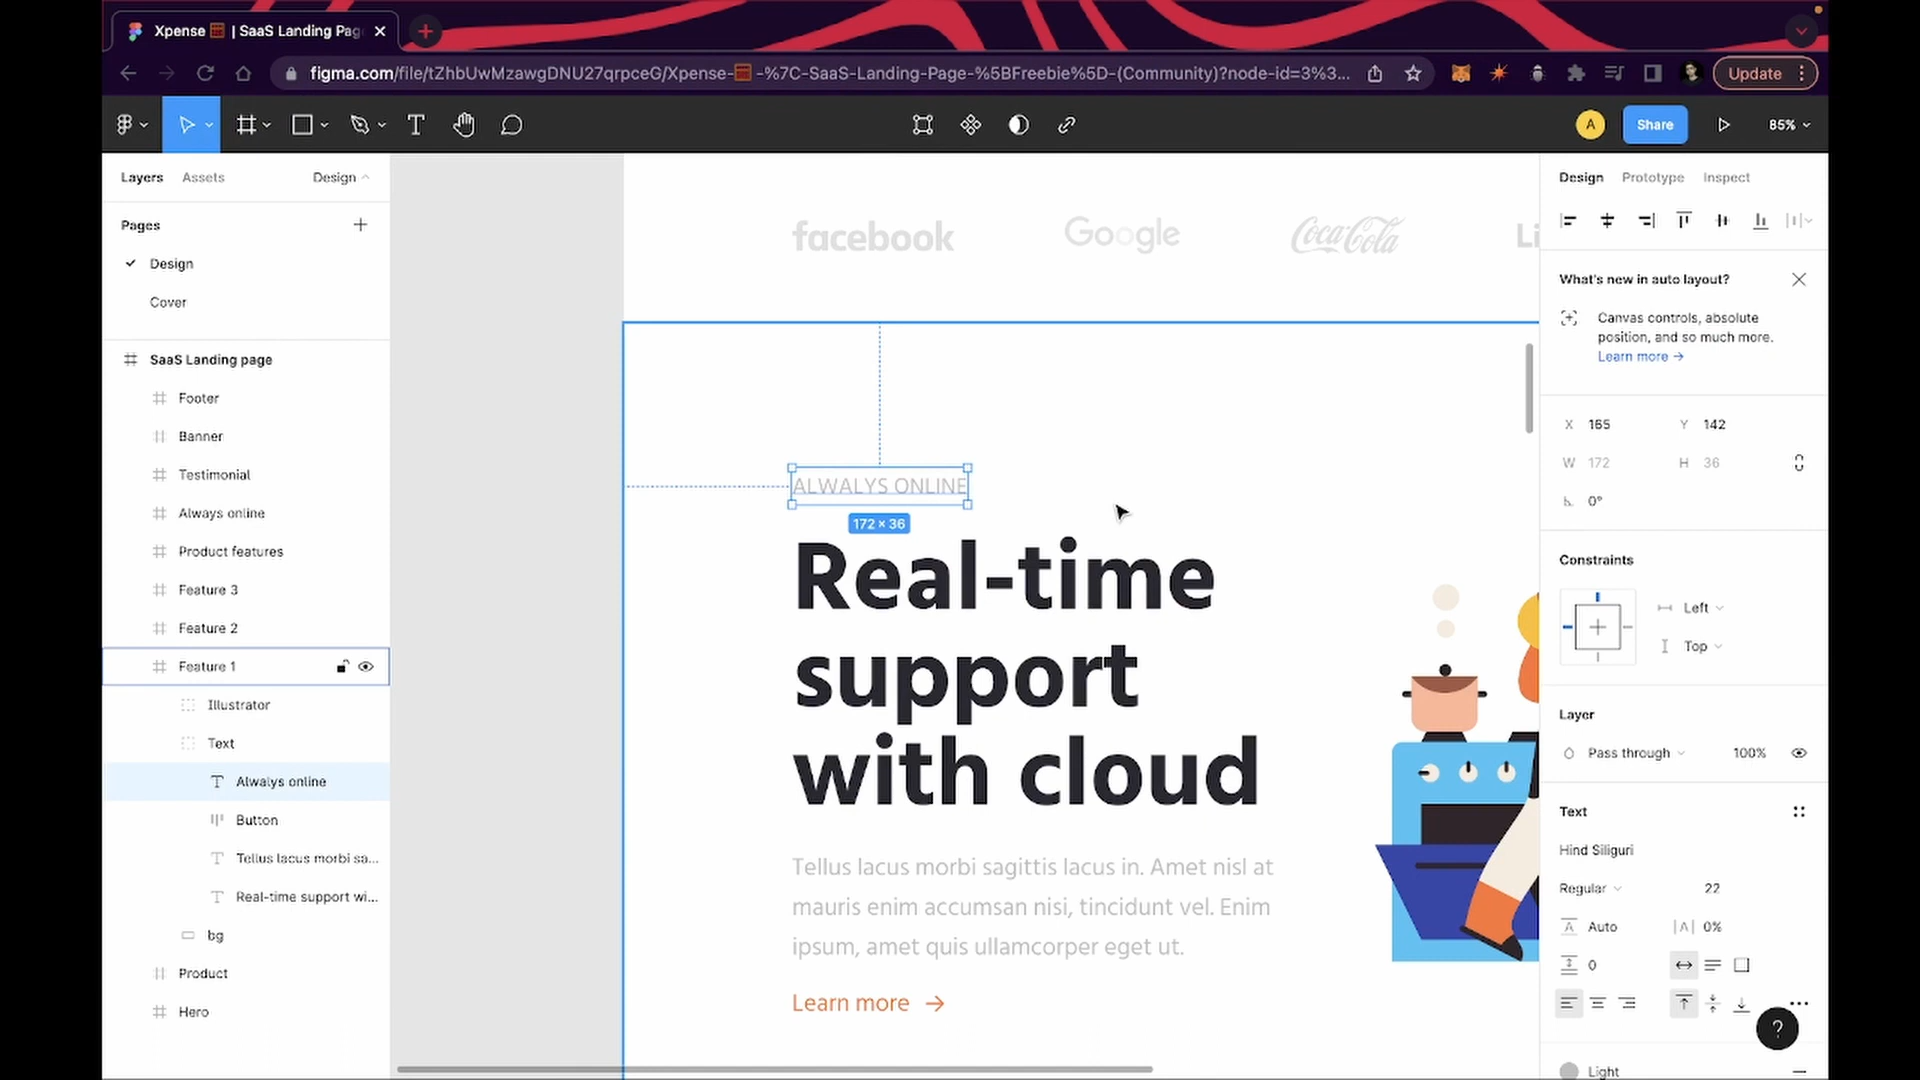 Xpense | SaaS Landing Pag
figma.com/file/tZhbUwMzawgDNU27qrpceG/Xpense-🧮-%7C-SaaS-Landing-Page-%5BFreebie%5D-(Community)?node-id=3%3...
Update
A
Share
85%
Layers
Assets
Design
Pages
Design
Cover
SaaS Landing page
Footer
Banner
Testimonial
Always online
Product features
Feature 3
Feature 2
Feature 1
Illustrator
Text
Alwalys online
Button
Tellus lacus morbi sa...
Real-time support wi...
bg
Product
Hero
facebook
Google
Coca-Cola
Li
ALWALYS ONLINE
172 × 36
Real-time
support
with cloud
Tellus lacus morbi sagittis lacus in. Amet nisl at
mauris enim accumsan nisi, tincidunt vel. Enim
ipsum, amet quis ullamcorper eget ut.
Learn more →
Design
Prototype
Inspect
What's new in auto layout?
Canvas controls, absolute
position, and so much more.
Learn more →
X 165
Y 142
W 172
H 36
0°
Constraints
Left
Top
Layer
Pass through
100%
Text
Hind Siliguri
Regular
22
Auto
|A| 0%
0
?
Light